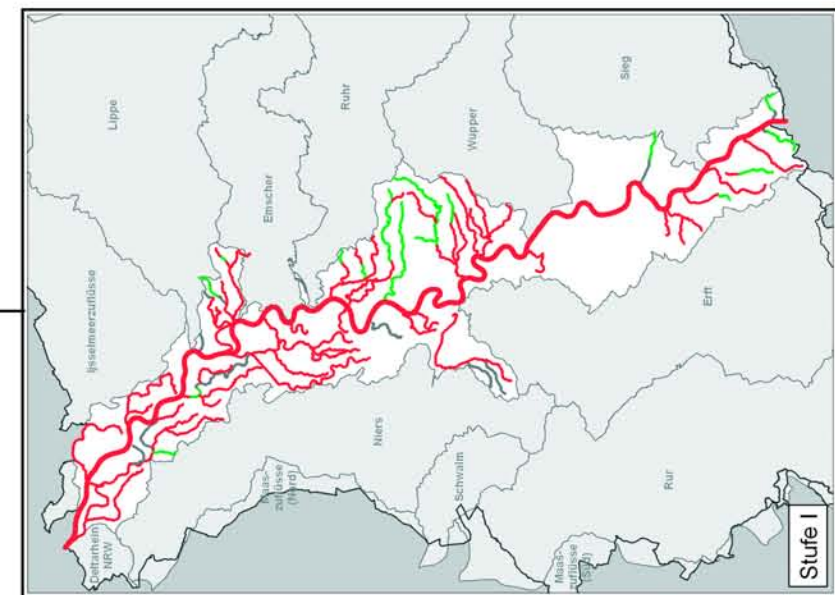 Lippe
Ijsselmeerzuflüsse
Emscher
Ruhr
Wupper
Sieg
Deltarhein
NRW
Maas-
zuflüsse
(Nord)
Niers
Schwalm
Erft
Rur
Maas-
zuflüsse
(Süd)
Stufe I